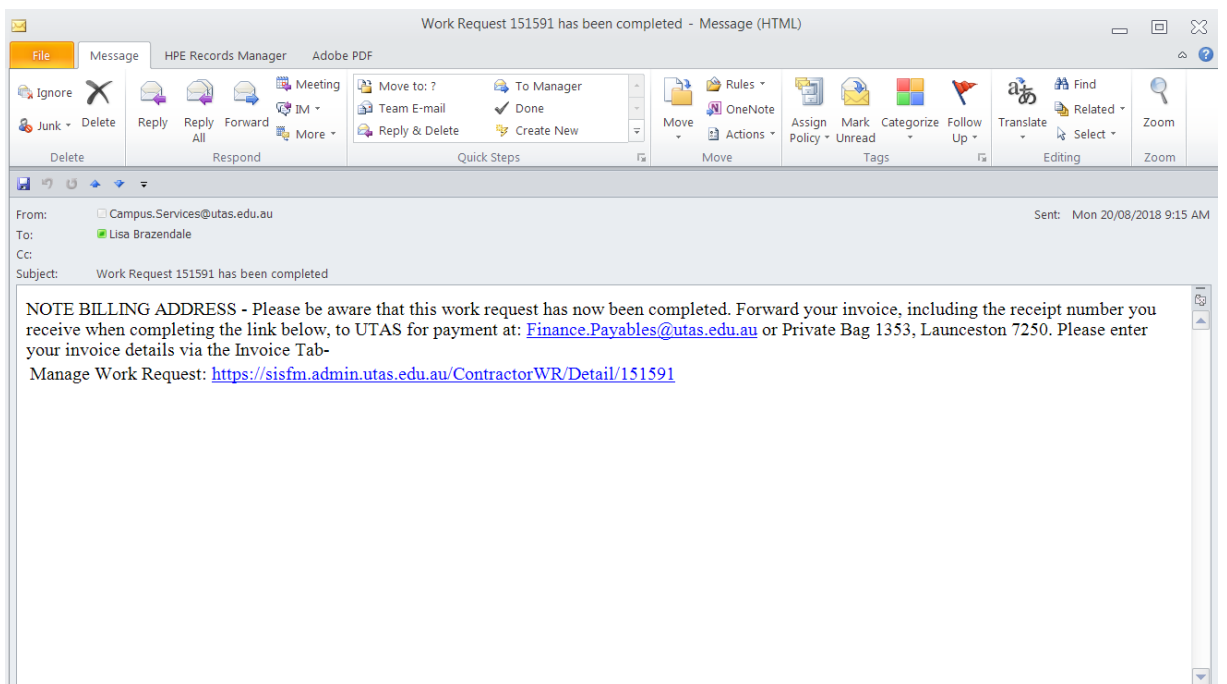 Work Request 151591 has been completed - Message (HTML)
File Message HPE Records Manager Adobe PDF
Ignore Delete Reply Reply All Forward Meeting Move to: ? To Manager Move Rules OneNote Assign Policy Mark Unread Categorize Follow Up Translate Find Zoom
Junk IM More Team E-mail Done Reply & Delete Create New Actions Related Select
Delete Respond Quick Steps Move Tags Editing Zoom
From: Campus.Services@utas.edu.au Sent: Mon 20/08/2018 9:15 AM
To: Lisa Brazendale
Cc:
Subject: Work Request 151591 has been completed
NOTE BILLING ADDRESS - Please be aware that this work request has now been completed. Forward your invoice, including the receipt number you
receive when completing the link below, to UTAS for payment at: Finance.Payables@utas.edu.au or Private Bag 1353, Launceston 7250. Please enter
your invoice details via the Invoice Tab-
Manage Work Request: https://sisfm.admin.utas.edu.au/ContractorWR/Detail/151591